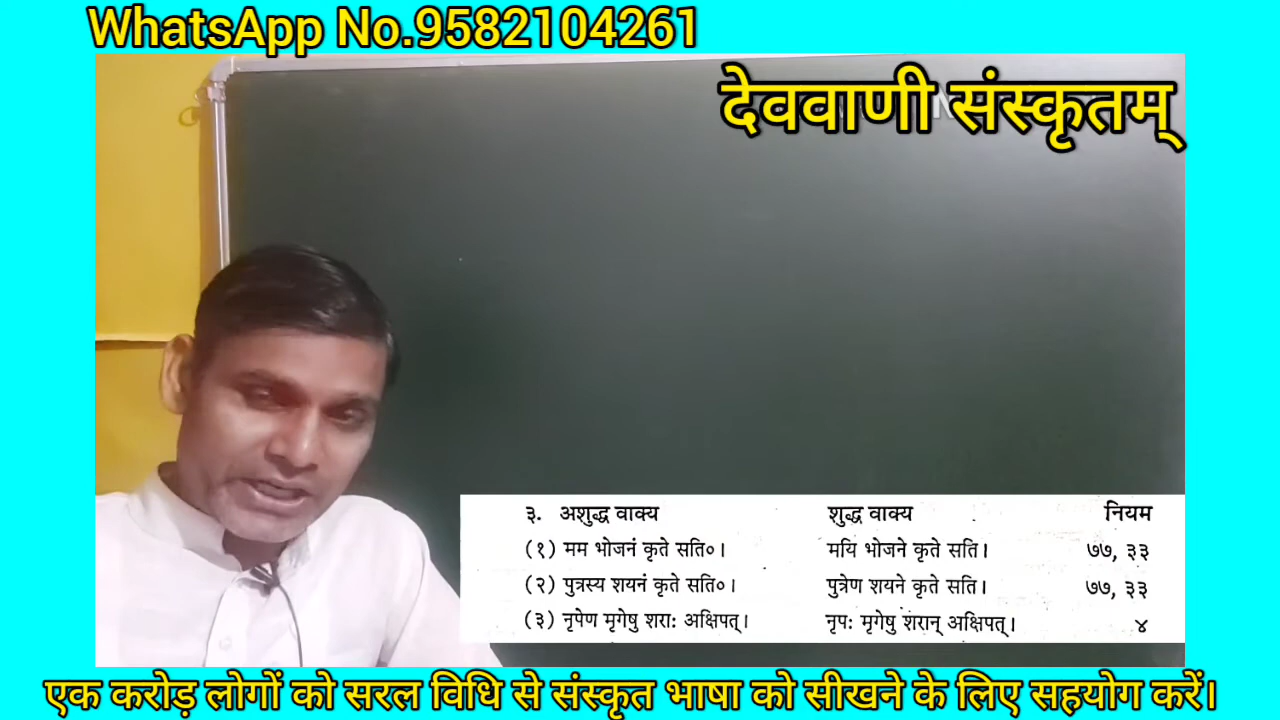 WhatsApp No.9582104261
देववाणी संस्कृतम्
३. अशुद्ध वाक्य शुद्ध वाक्य नियम
(१) मम भोजनं कृते सति०। मयि भोजने कृते सति। ७७, ३३
(२) पुत्रस्य शयनं कृते सति०। पुत्रेण शयने कृते सति। ७७, ३३
(३) नृपेण मृगेषु शराः अक्षिपत्। नृपः मृगेषु शरान् अक्षिपत्। ४
एक करोड़ लोगों को सरल विधि से संस्कृत भाषा को सीखने के लिए सहयोग करें।